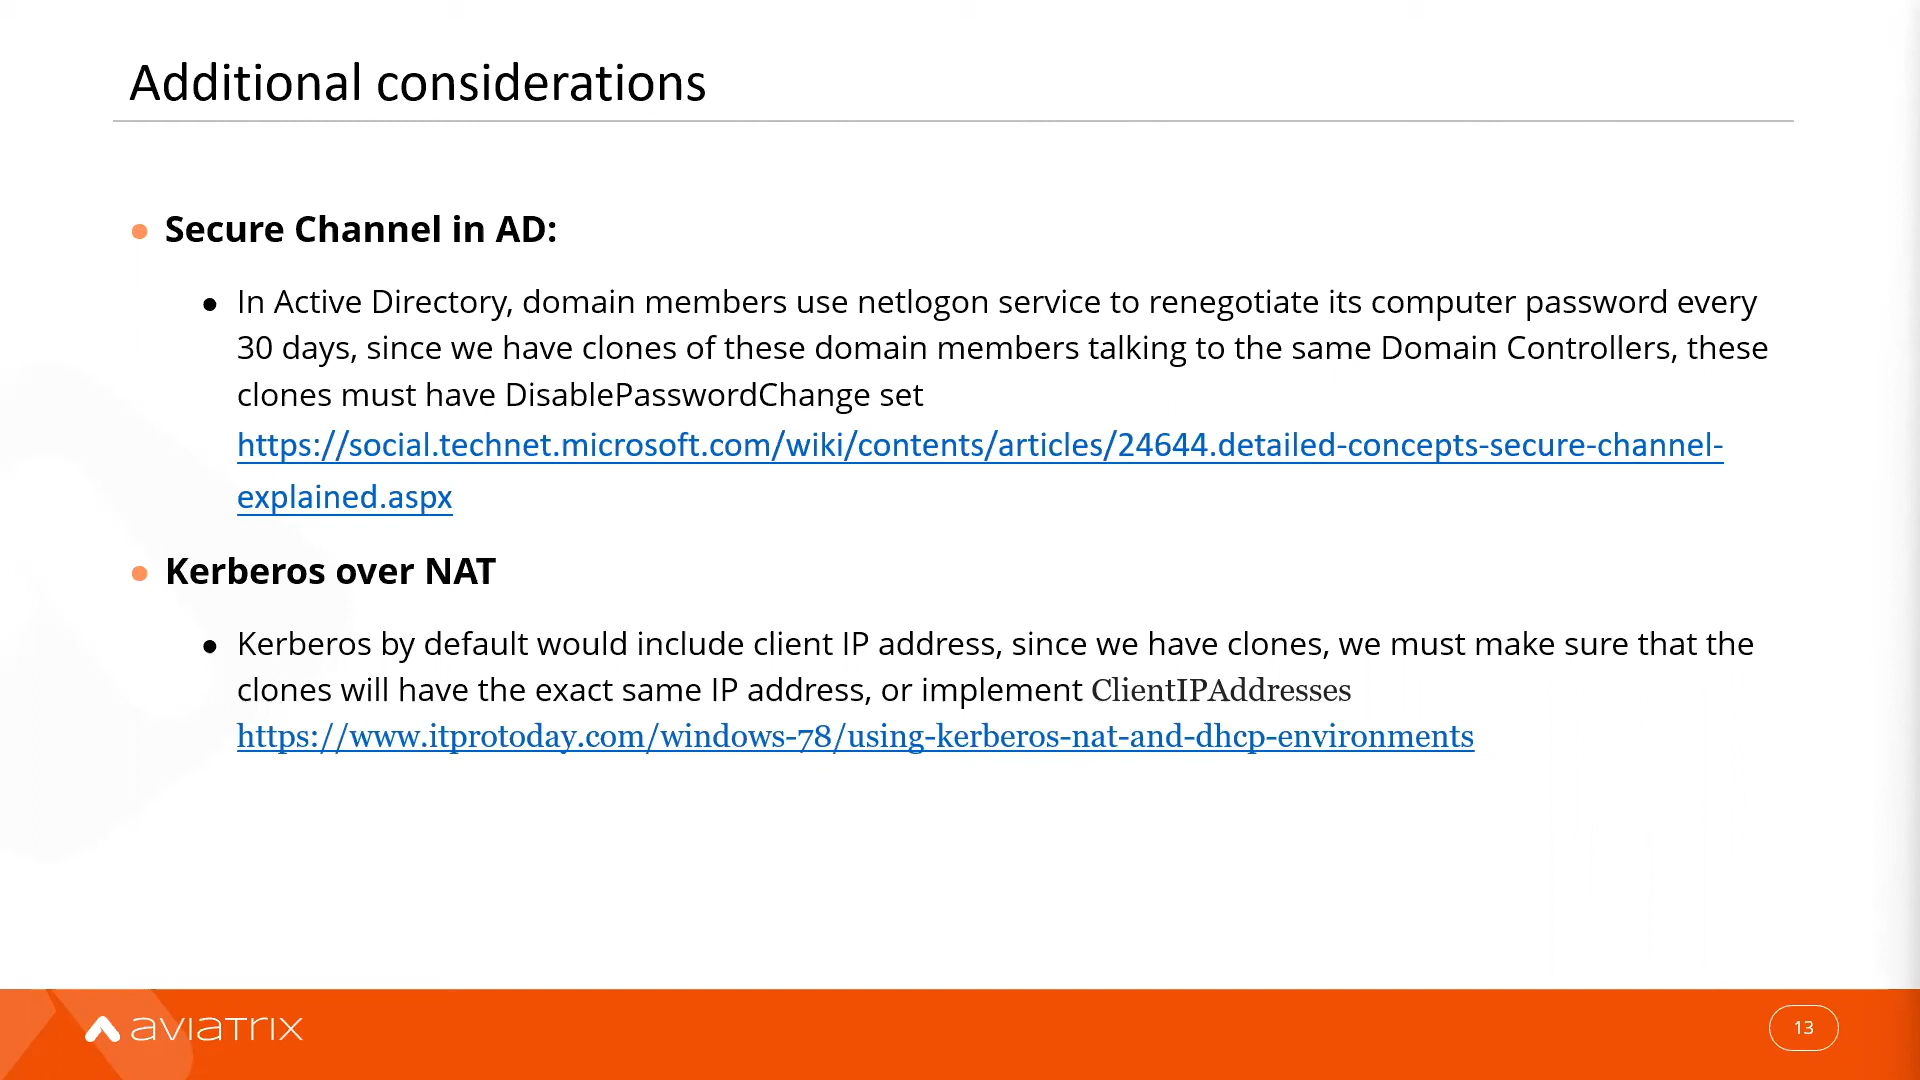 Additional considerations
Secure Channel in AD:
In Active Directory, domain members use netlogon service to renegotiate its computer password every
30 days, since we have clones of these domain members talking to the same Domain Controllers, these
clones must have DisablePasswordChange set
https://social.technet.microsoft.com/wiki/contents/articles/24644.detailed-concepts-secure-channel-
explained.aspx
Kerberos over NAT
Kerberos by default would include client IP address, since we have clones, we must make sure that the
clones will have the exact same IP address, or implement ClientIPAddresses
https://www.itprotoday.com/windows-78/using-kerberos-nat-and-dhcp-environments
aviatrix
13